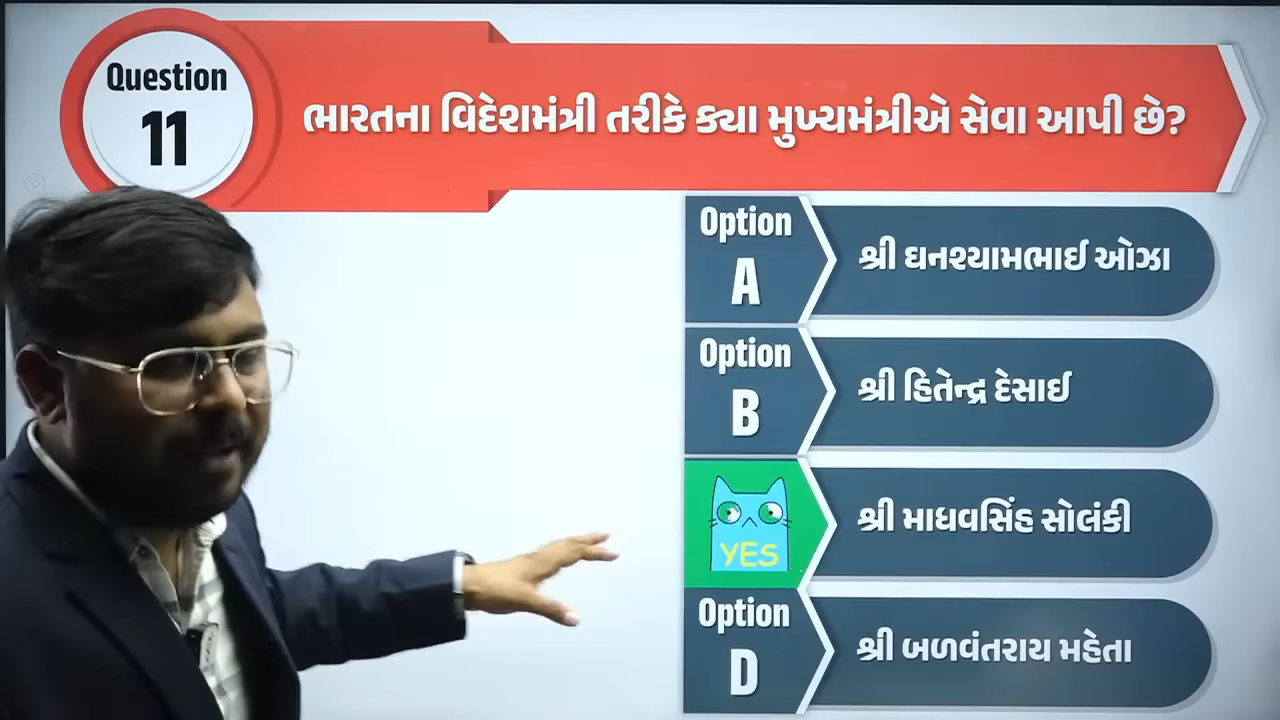 Question
11
ભારતના વિદેશમંત્રી તરીકે ક્યા મુખ્યમંત્રીએ સેવા આપી છે?
Option
A
શ્રી ઘનશ્યામભાઈ ઓઝા
Option
B
શ્રી હિતેન્દ્ર દેસાઈ
YES
શ્રી માધવસિંહ સોલંકી
Option
D
શ્રી બળવંતરાય મહેતા